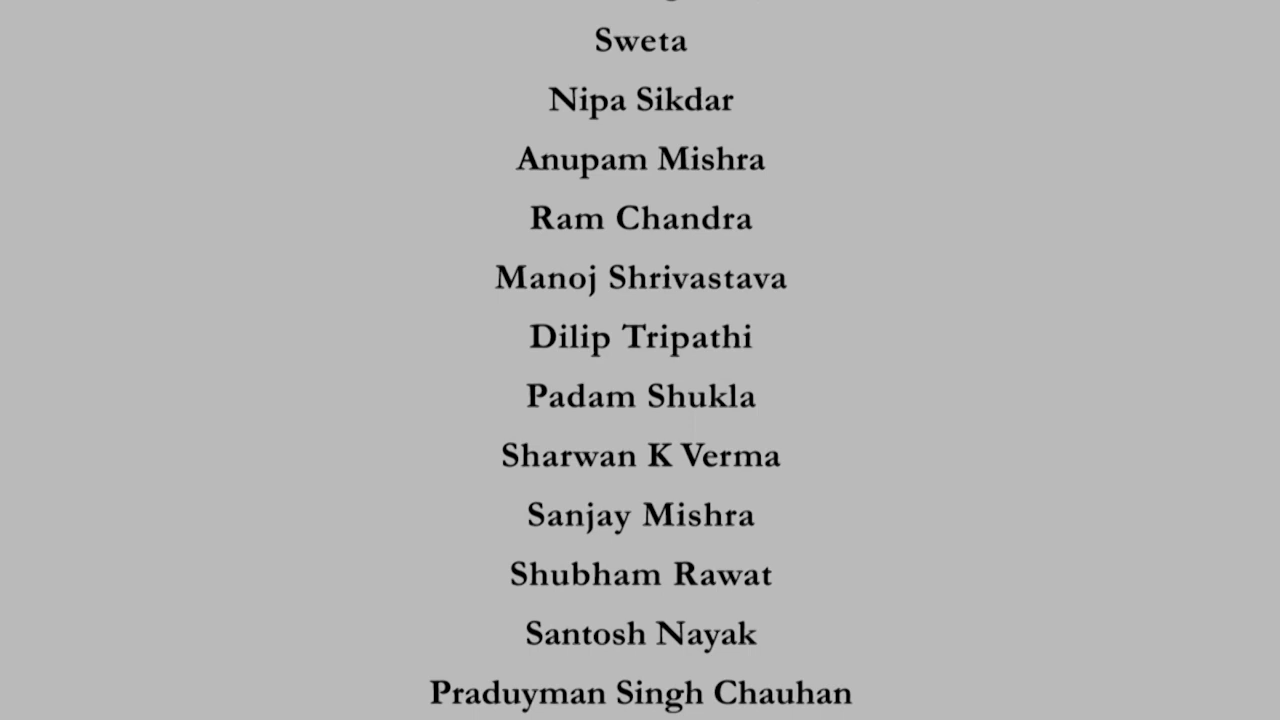 Sweta
Nipa Sikdar
Anupam Mishra
Ram Chandra
Manoj Shrivastava
Dilip Tripathi
Padam Shukla
Sharwan K Verma
Sanjay Mishra
Shubham Rawat
Santosh Nayak
Praduyman Singh Chauhan